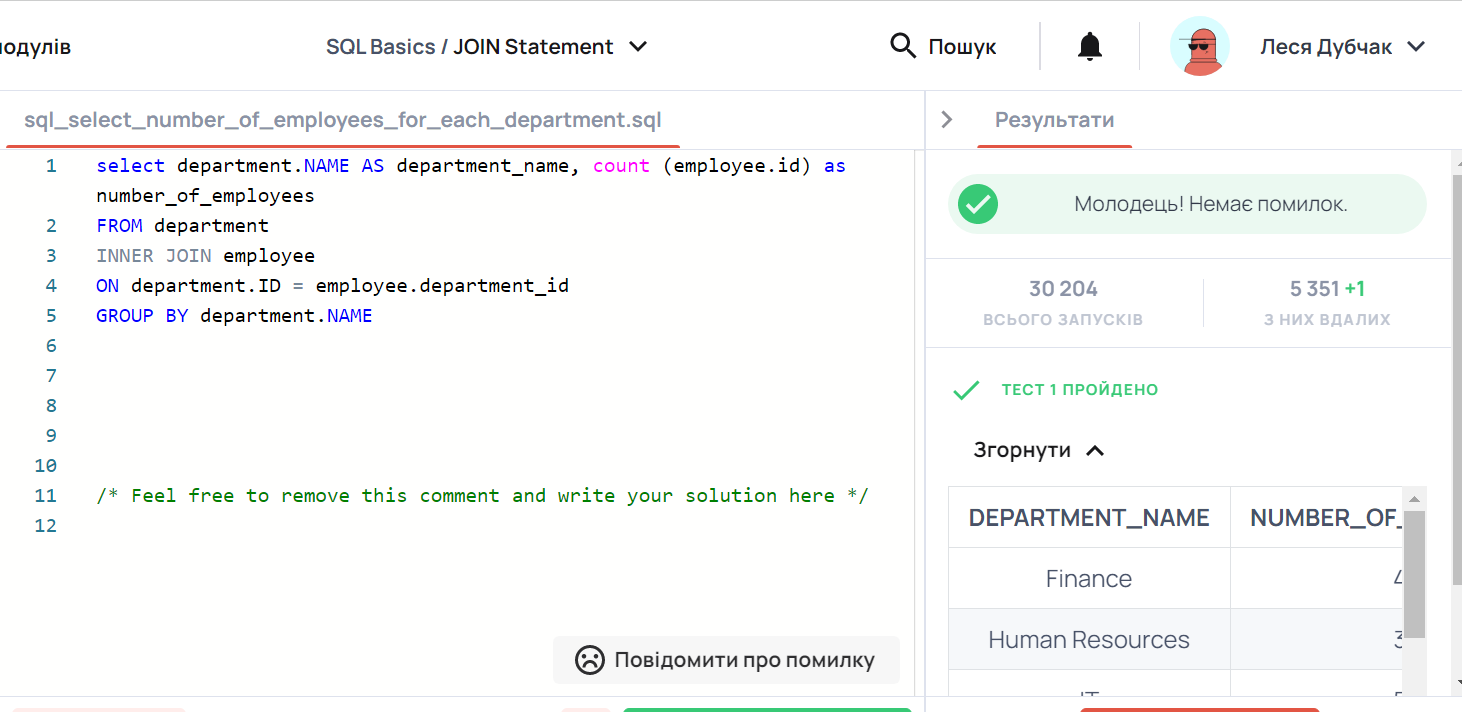 SQL Basics / JOIN Statement
Пошук
Леся Дубчак
sql_select_number_of_employees_for_each_department.sql
1 select department.NAME AS department_name, count (employee.id) as
number_of_employees
2 FROM department
3 INNER JOIN employee
4 ON department.ID = employee.department_id
5 GROUP BY department.NAME
6
7
8
9
10
11 /* Feel free to remove this comment and write your solution here */
12
Повідомити про помилку
Результати
Молодець! Немає помилок.
30 204 5 351 +1
ВСЬОГО ЗАПУСКІВ З НИХ ВДАЛИХ
ТЕСТ 1 ПРОЙДЕНО
Згорнути
DEPARTMENT_NAME NUMBER_OF_
Finance 4
Human Resources 3
IT 5